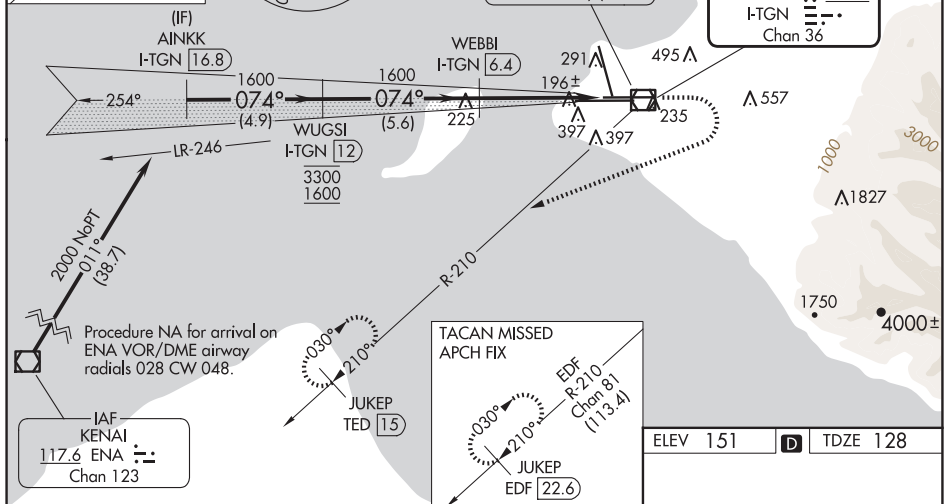 (IF)
AINKK
I-TGN 16.8
I-TGN
Chan 36
WEBBI
I-TGN 6.4
291
495
1600
1600
196±
254°
074°
074°
557
(4.9)
(5.6)
225
235
WUGSI
I-TGN 12
3300
1600
397
397
LR-246
1000
3000
1827
2000 NoPT
011°
(38.7)
R-210
1750
4000±
Procedure NA for arrival on
ENA VOR/DME airway
radials 028 CW 048.
030°
210°
JUKEP
TED 15
TACAN MISSED
APCH FIX
EDF
R-210
Chan 81
(113.4)
030°
210°
JUKEP
EDF 22.6
IAF
KENAI
117.6 ENA
Chan 123
ELEV 151 D TDZE 128